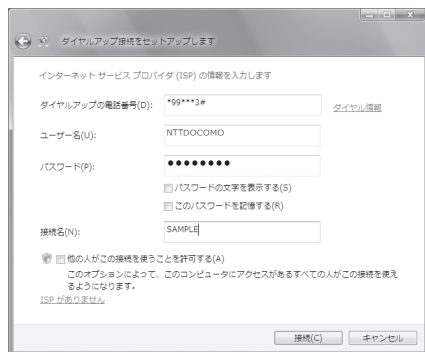 ダイヤルアップ接続をセットアップします
インターネット サービス プロバイダ (ISP) の情報を入力します
ダイヤルアップの電話番号(D): *99***3# ダイヤル情報
ユーザー名(U): NTTDOCOMO
パスワード(P): ●●●●●●●●
パスワードの文字を表示する(S)
このパスワードを記憶する(R)
接続名(N): SAMPLE
他の人がこの接続を使うことを許可する(A)
このオプションによって、このコンピュータにアクセスがあるすべての人がこの接続を使え
るようになります。
ISP がありません
接続(C) キャンセル